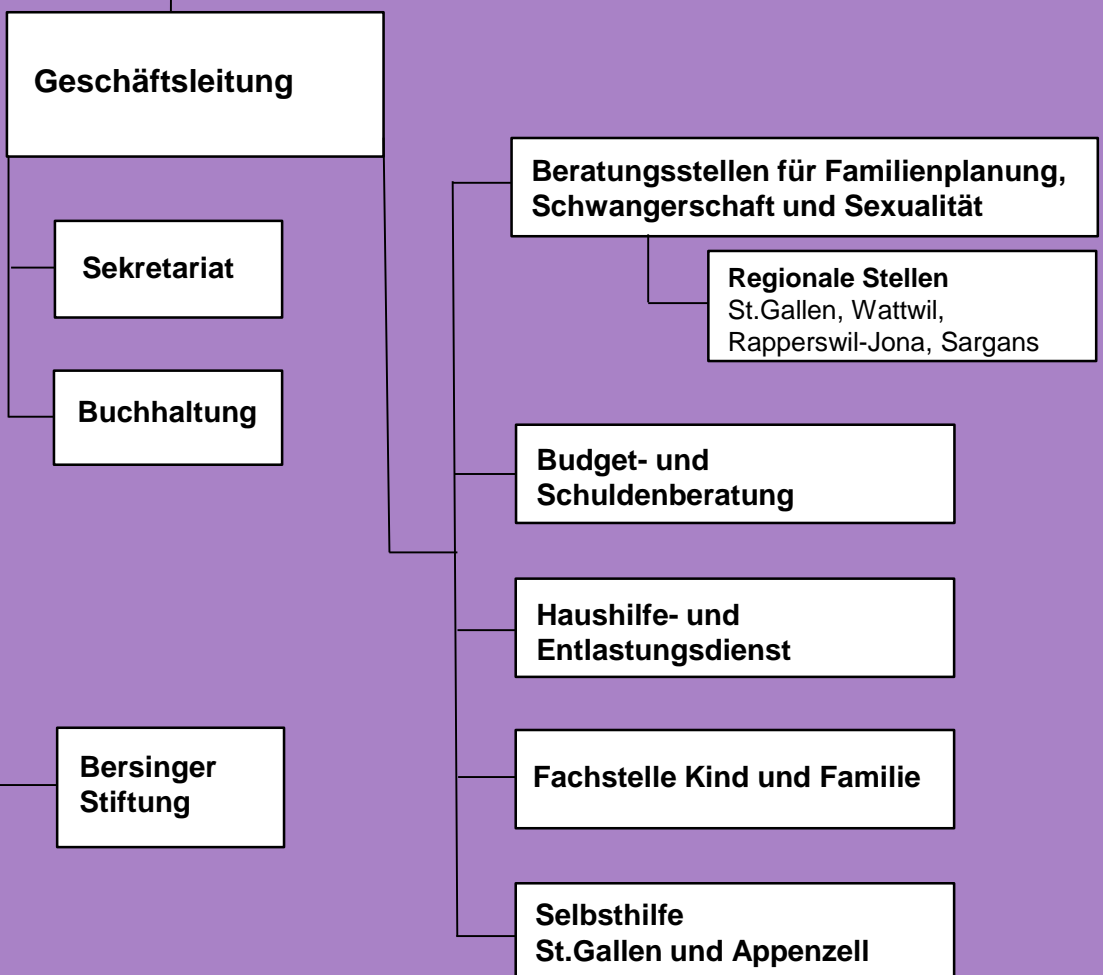 Geschäftsleitung
Sekretariat
Buchhaltung
Bersinger
Stiftung
Beratungsstellen für Familienplanung,
Schwangerschaft und Sexualität
Regionale Stellen
St.Gallen, Wattwil,
Rapperswil-Jona, Sargans
Budget- und
Schuldenberatung
Haushilfe- und
Entlastungsdienst
Fachstelle Kind und Familie
Selbsthilfe
St.Gallen und Appenzell